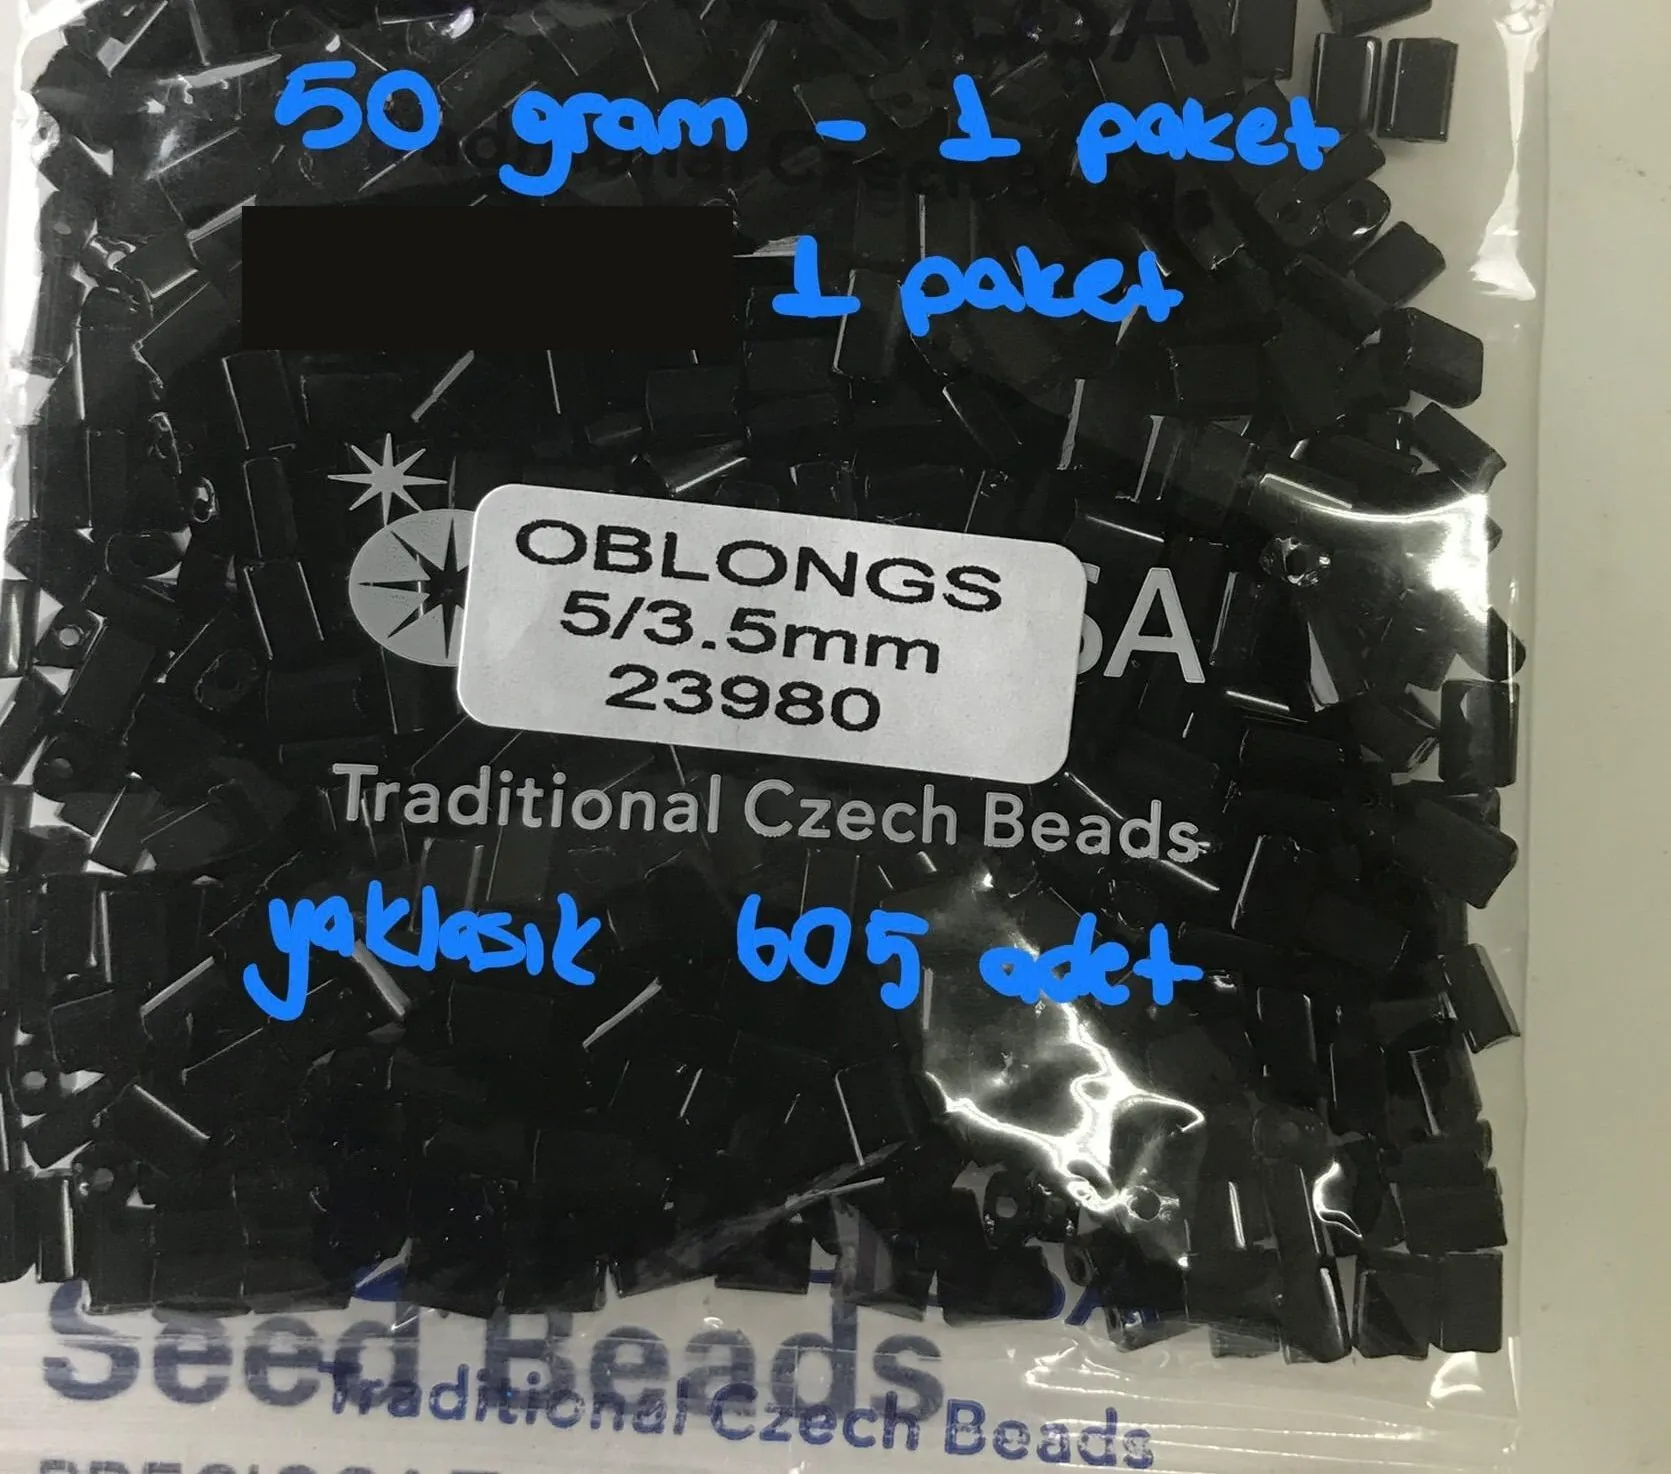 50 gram - 1 paket
1 paket
OBLONGS
5/3.5mm
23980
SA
Traditional Czech Beads
yaklasık 605 adet
Seed Beads
Traditional Czech Beads